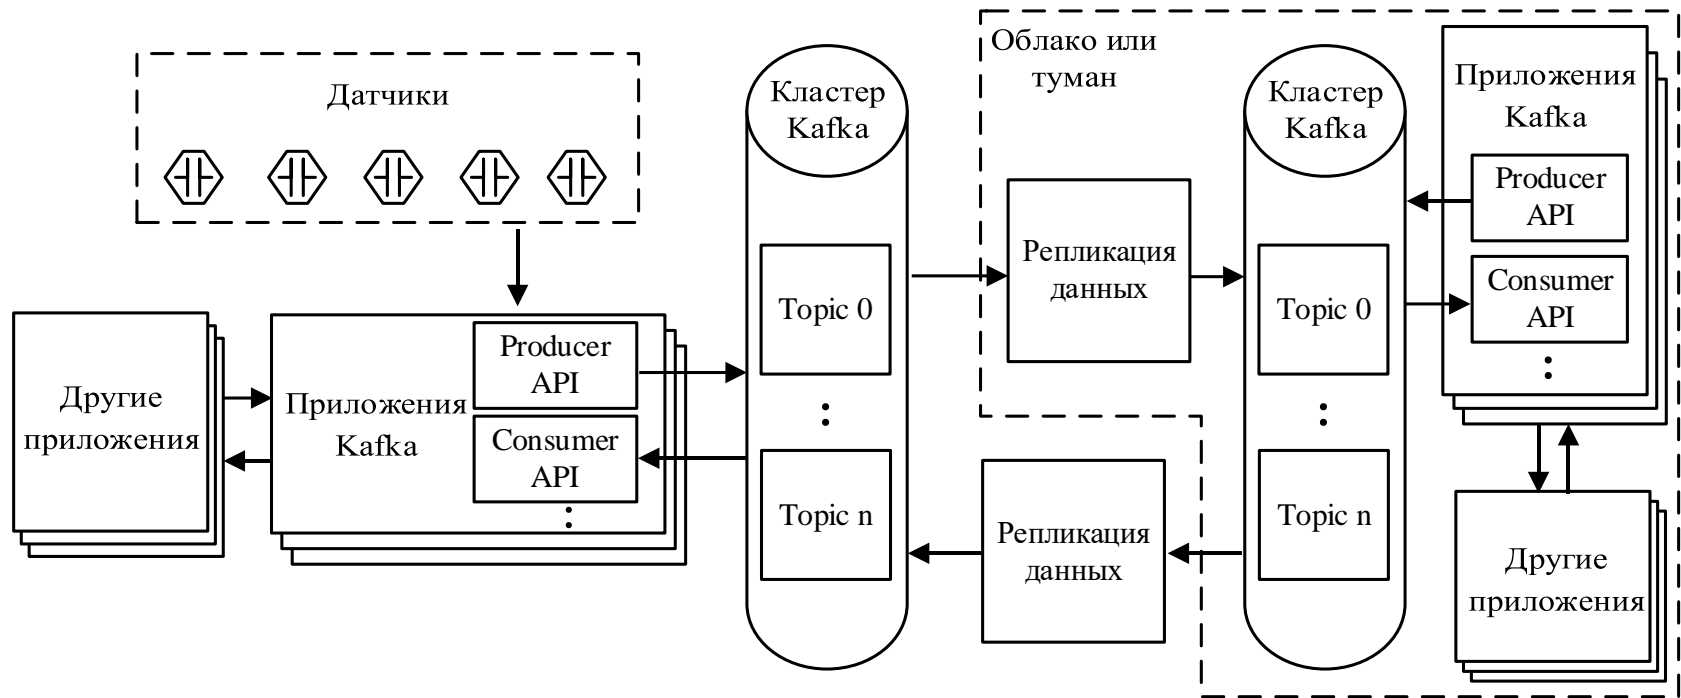 Датчики
Другие
приложения
Приложения
Kafka
Producer
API
Consumer
API
Кластер
Kafka
Topic 0
Topic n
Облако или
туман
Репликация
данных
Репликация
данных
Кластер
Kafka
Topic 0
Topic n
Приложения
Kafka
Producer
API
Consumer
API
Другие
приложения